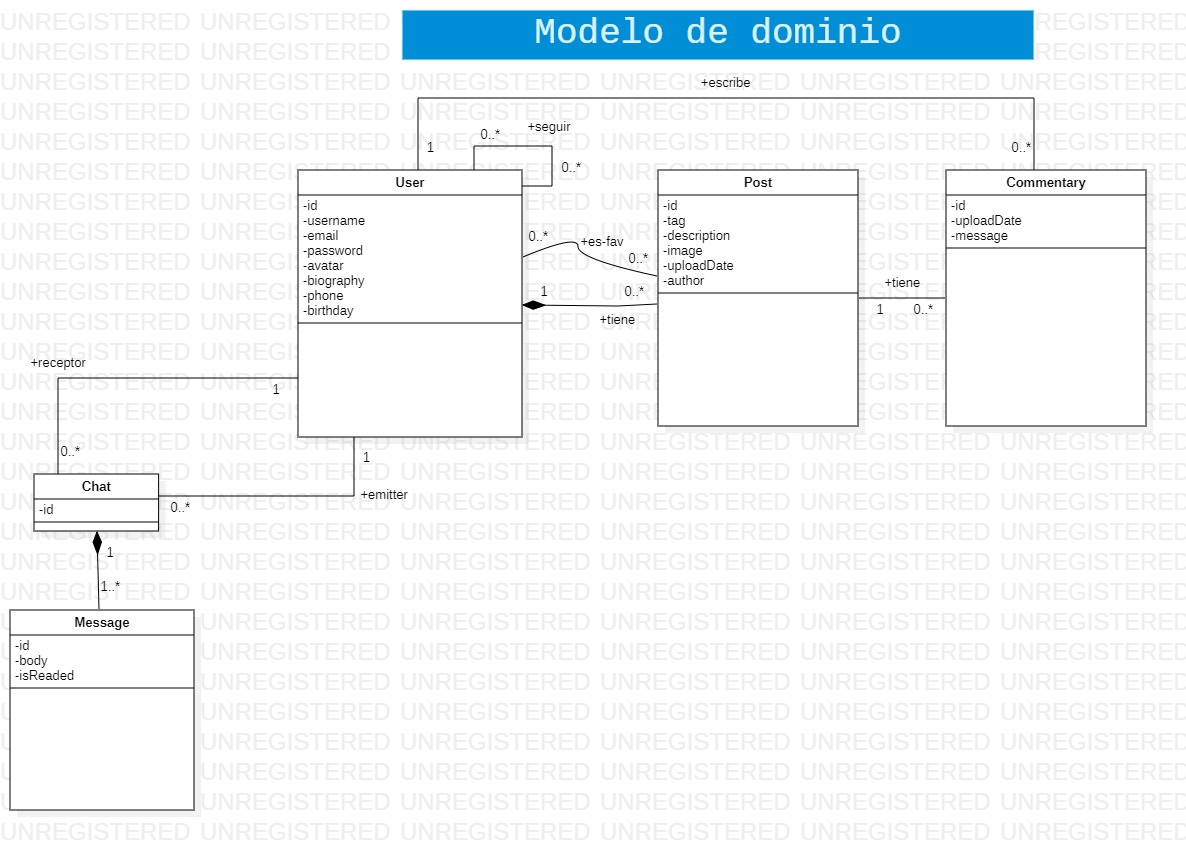 Modelo de dominio
+escribe
1
0..*
0..*
+seguir
0..*
User
-id
-username
-email
-password
-avatar
-biography
-phone
-birthday
Post
-id
-tag
-description
-image
-uploadDate
-author
Commentary
-id
-uploadDate
-message
0..*
+es-fav
0..*
1
0..*
+tiene
+tiene
1
0..*
+receptor
1
0..*
1
+emitter
0..*
Chat
-id
1
1..*
Message
-id
-body
-isReaded
UNREGISTERED